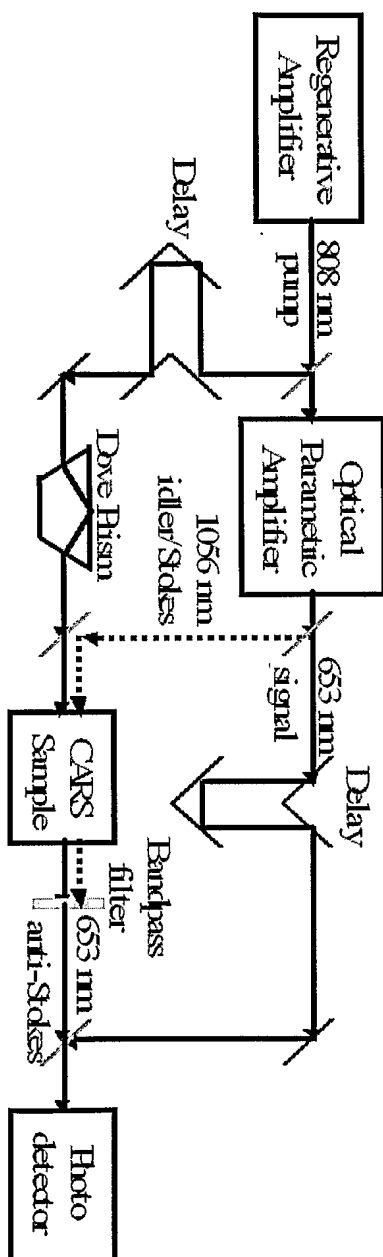 Regenerative
Amplifier
808 nm
pump
Delay
Optical
Parametric
Amplifier
1056 nm
idler/Stokes
Dove Prism
653 nm
signal
Delay
CARS
Sample
Bandpass
filter
653 nm
anti-Stokes
Photo
detector